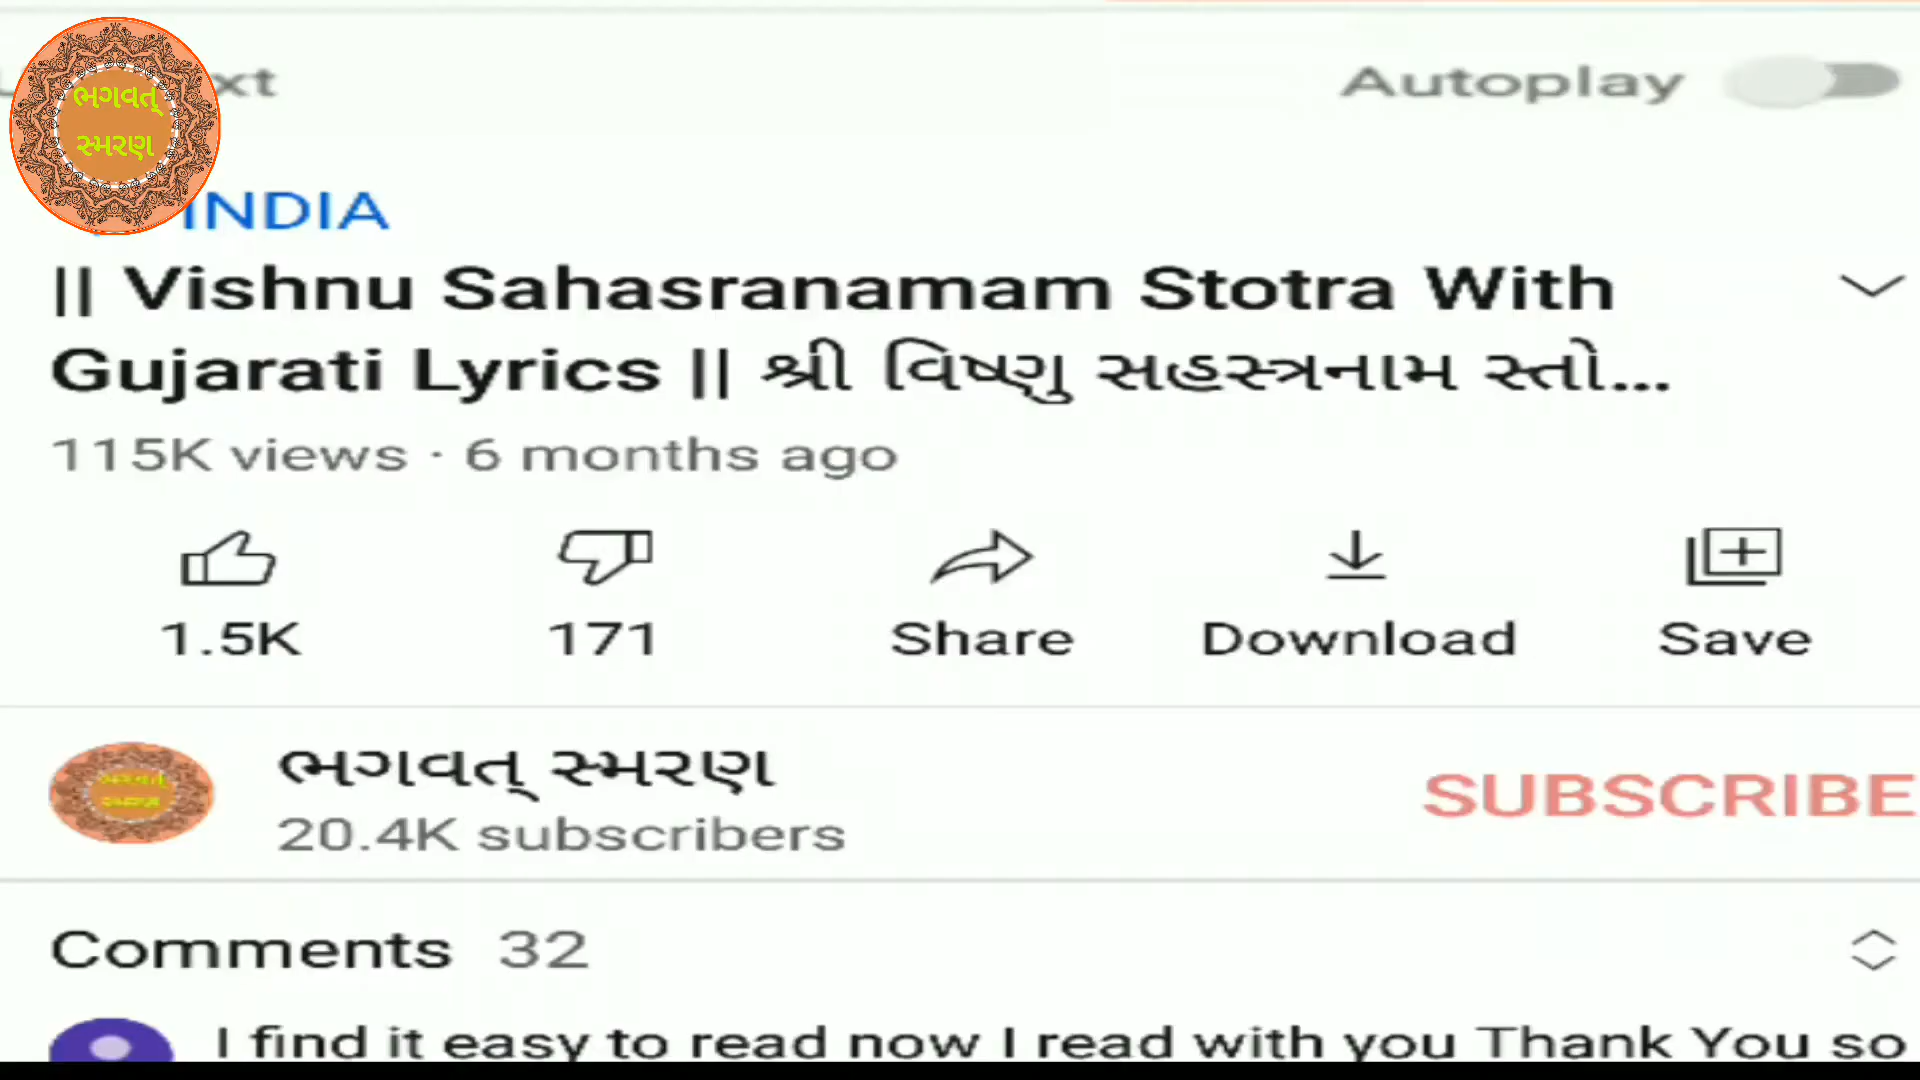 ભગવત્
સ્મરણ
Autoplay
INDIA
|| Vishnu Sahasranamam Stotra With
Gujarati Lyrics || શ્રી વિષ્ણુ સહસ્ત્રનામ સ્તો...
115K views · 6 months ago
1.5K 171 Share Download Save
ભગવત્ સ્મરણ
SUBSCRIBE
20.4K subscribers
Comments 32
I find it easy to read now I read with you Thank You so